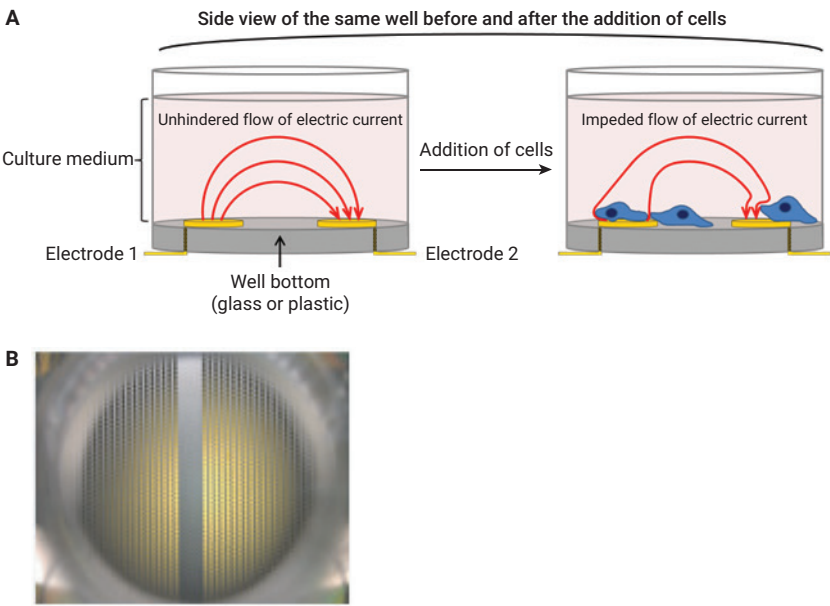 A
Side view of the same well before and after the addition of cells
Unhindered flow of electric current
Impeded flow of electric current
Culture medium
Addition of cells
Electrode 1
Electrode 2
Well bottom
(glass or plastic)
B